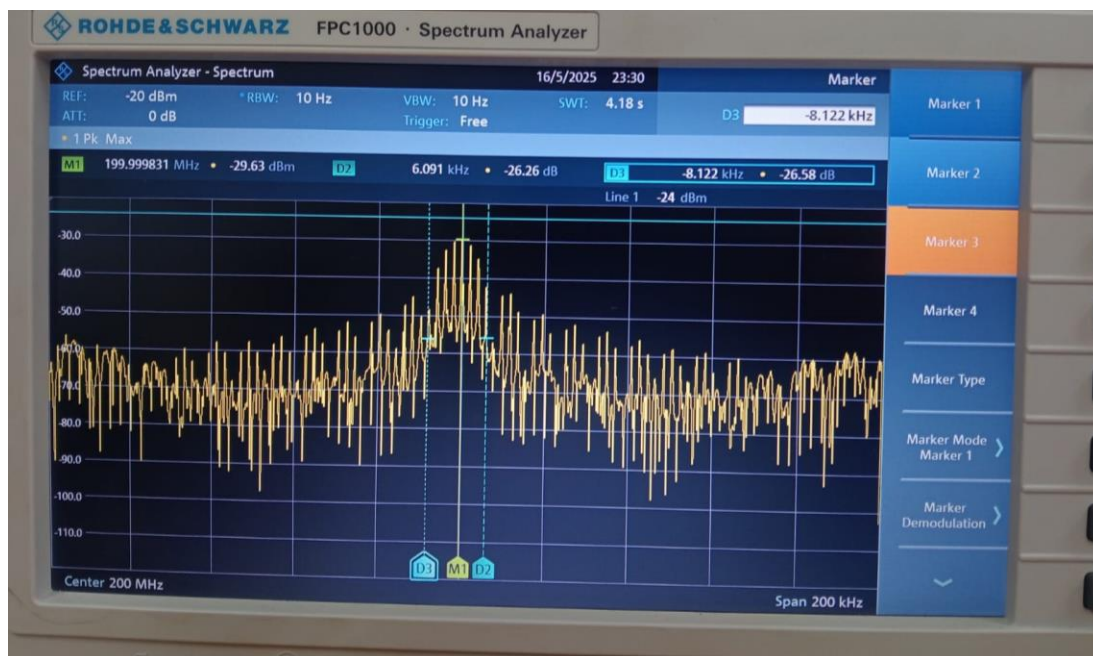 ROHDE&SCHWARZ FPC1000 · Spectrum Analyzer
Spectrum Analyzer - Spectrum 16/5/2025 23:30 Marker
REF: -20 dBm * RBW: 10 Hz VBW: 10 Hz SWT: 4.18 s
ATT: 0 dB Trigger: Free
D3 -8.122 kHz
• 1 Pk Max
M1 199.999831 MHz • -29.63 dBm D2 6.091 kHz • -26.26 dB D3 -8.122 kHz • -26.58 dB
Line 1 -24 dBm
-30.0
-40.0
-50.0
-60.0
-70.0
-80.0
-90.0
-100.0
-110.0
D3 M1 D2
Center 200 MHz Span 200 kHz
Marker 1
Marker 2
Marker 3
Marker 4
Marker Type
Marker Mode
Marker 1
Marker
Demodulation